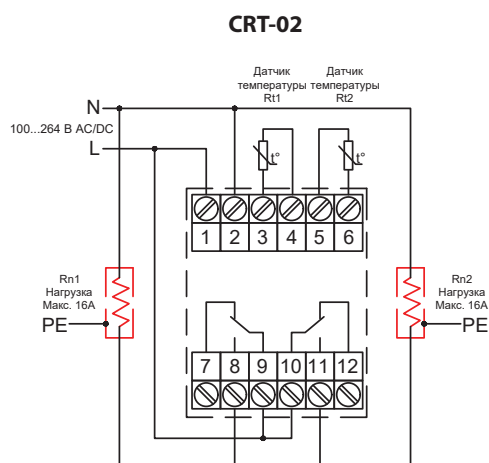 CRT-02
Датчик
температуры
Rt1
Датчик
температуры
Rt2
N
100...264 В AC/DC
L
t°
t°
1 2 3 4 5 6
Rn1
Нагрузка
Макс. 16А
PE
Rn2
Нагрузка
Макс. 16А
PE
7 8 9 10 11 12